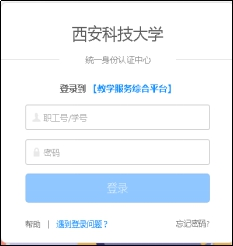 西安科技大学
统一身份认证中心
登录到 【教学服务综合平台】
职工号/学号
密码
登录
帮助 | 遇到登录问题？ 忘记密码?